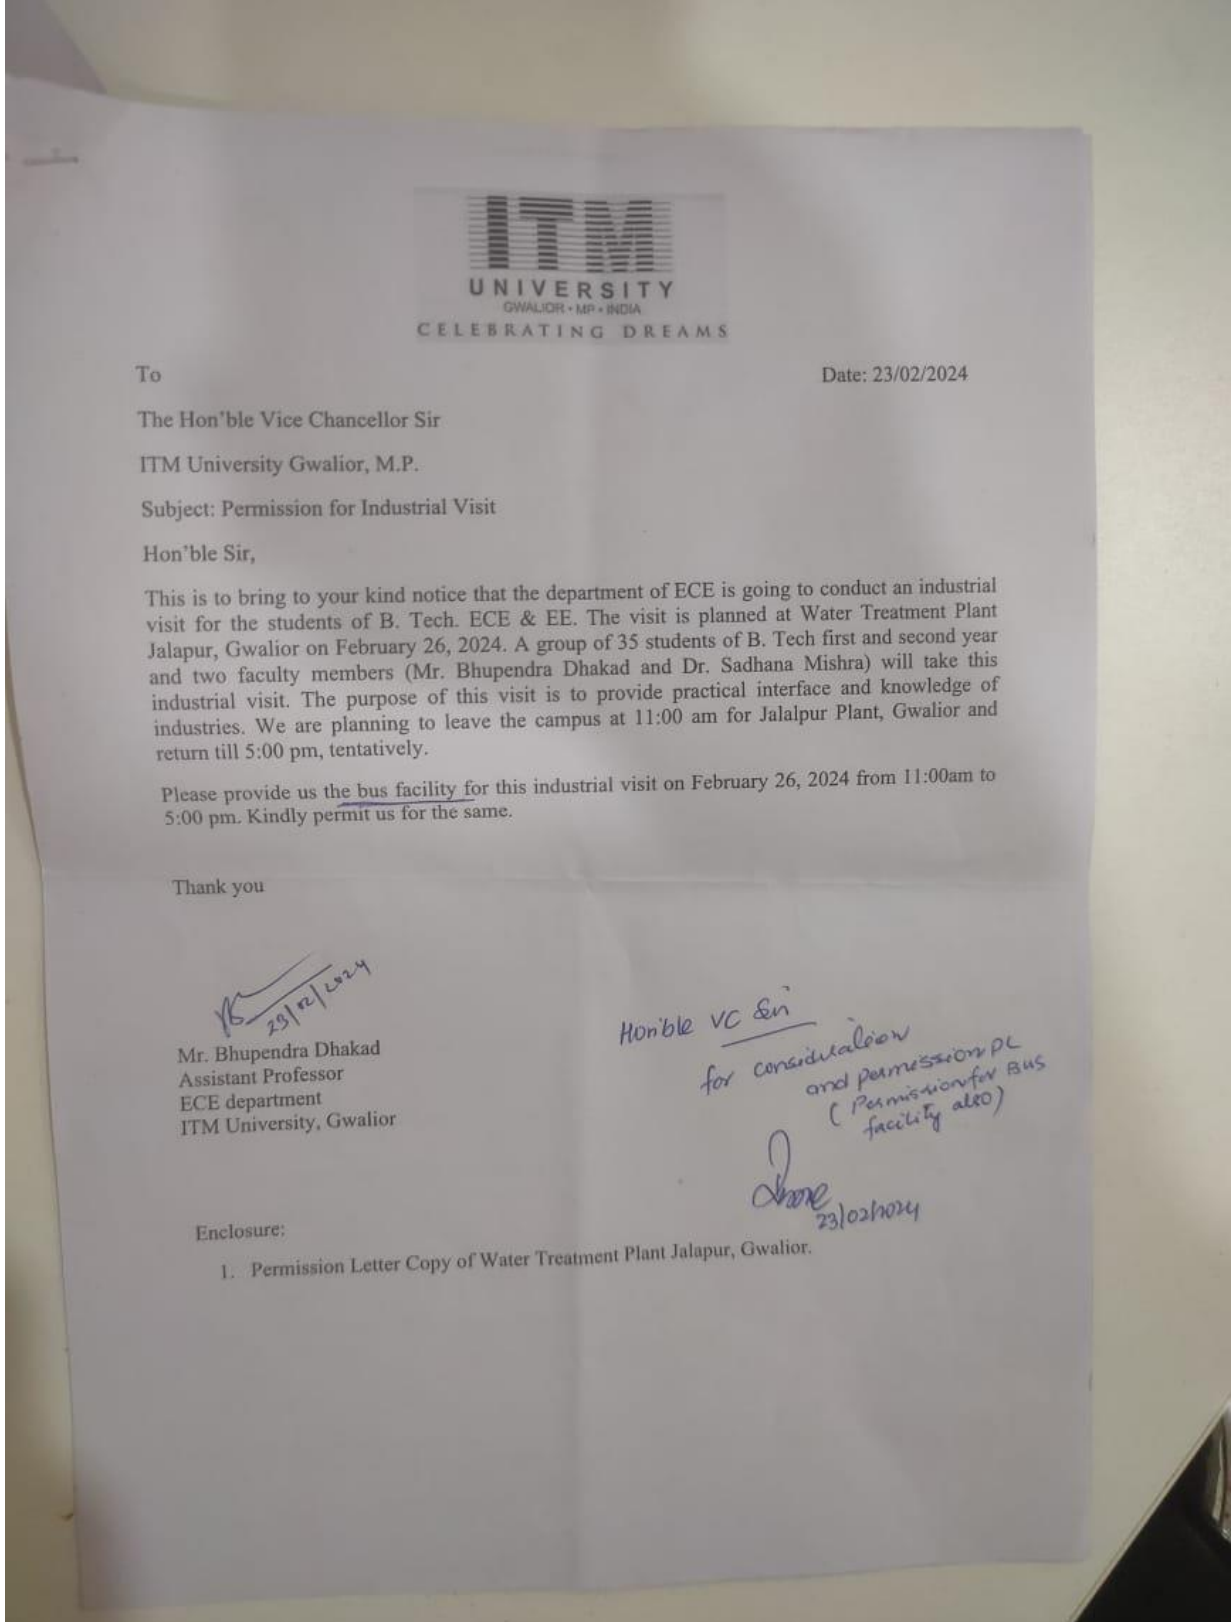 ITM
UNIVERSITY
GWALIOR • MP • INDIA
CELEBRATING DREAMS
To
Date: 23/02/2024
The Hon'ble Vice Chancellor Sir
ITM University Gwalior, M.P.
Subject: Permission for Industrial Visit
Hon'ble Sir,
This is to bring to your kind notice that the department of ECE is going to conduct an industrial
visit for the students of B. Tech. ECE & EE. The visit is planned at Water Treatment Plant
Jalapur, Gwalior on February 26, 2024. A group of 35 students of B. Tech first and second year
and two faculty members (Mr. Bhupendra Dhakad and Dr. Sadhana Mishra) will take this
industrial visit. The purpose of this visit is to provide practical interface and knowledge of
industries. We are planning to leave the campus at 11:00 am for Jalalpur Plant, Gwalior and
return till 5:00 pm, tentatively.
Please provide us the bus facility for this industrial visit on February 26, 2024 from 11:00am to
5:00 pm. Kindly permit us for the same.
Thank you
23/02/2024
Mr. Bhupendra Dhakad
Assistant Professor
ECE department
ITM University, Gwalior
Hon'ble VC Sir
for consideration
and permission Pl
(Permission for Bus
facility also)
23/02/2024
Enclosure:
1. Permission Letter Copy of Water Treatment Plant Jalapur, Gwalior.